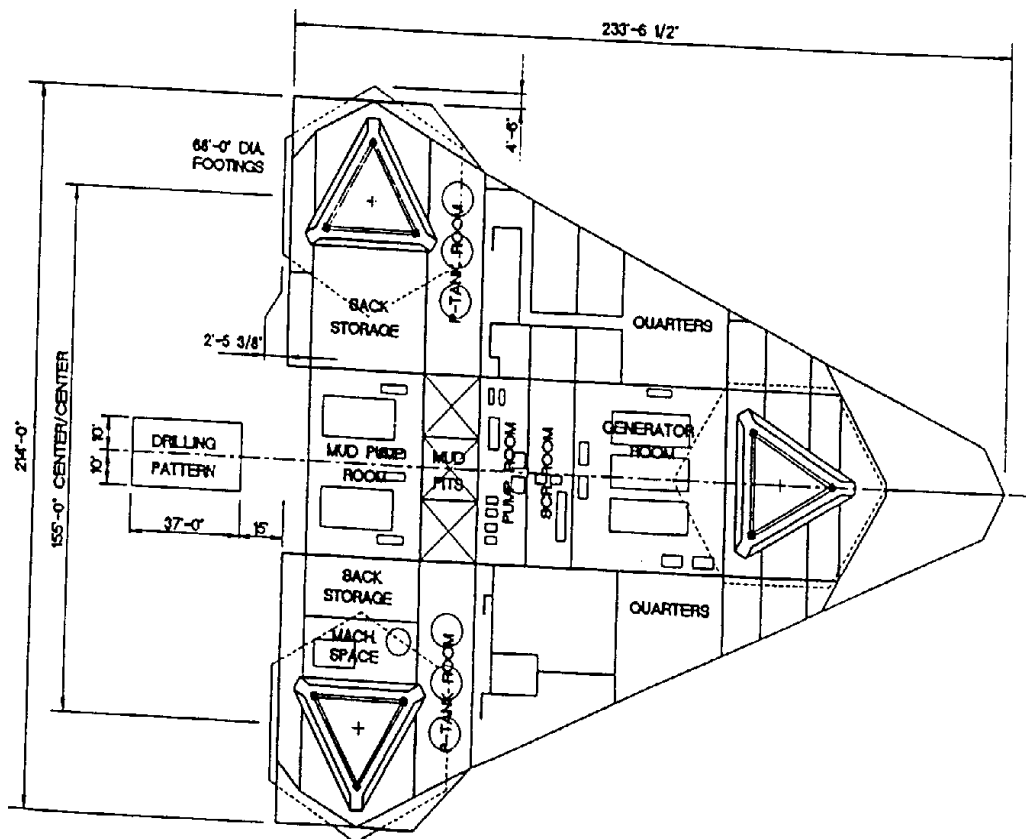 233'-6 1/2"
4'-6"
66'-0" DIA.
FOOTINGS
P-TANK ROOM
SACK
STORAGE
QUARTERS
2'-5 3/8"
214'-0"
155'-0" CENTER/CENTER
10'
10'
DRILLING
PATTERN
37'-0"
15'
MUD PUMP
ROOM
MUD
PITS
PUMP ROOM
SCR ROOM
GENERATOR
ROOM
SACK
STORAGE
MACH.
SPACE
P-TANK ROOM
QUARTERS